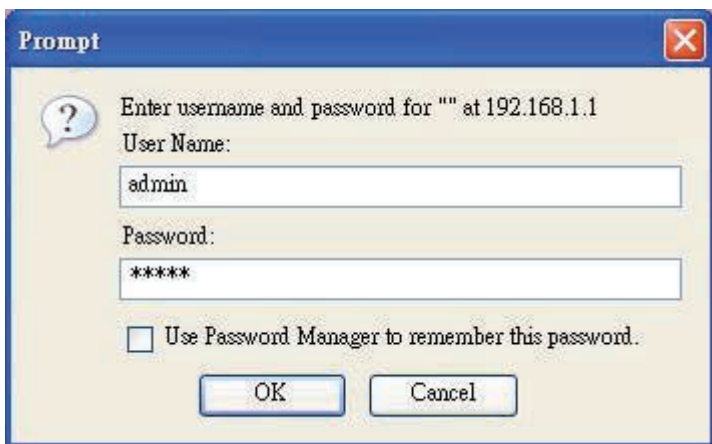 Prompt
Enter username and password for "" at 192.168.1.1
User Name:
admin
Password:
*****
Use Password Manager to remember this password.
OK
Cancel